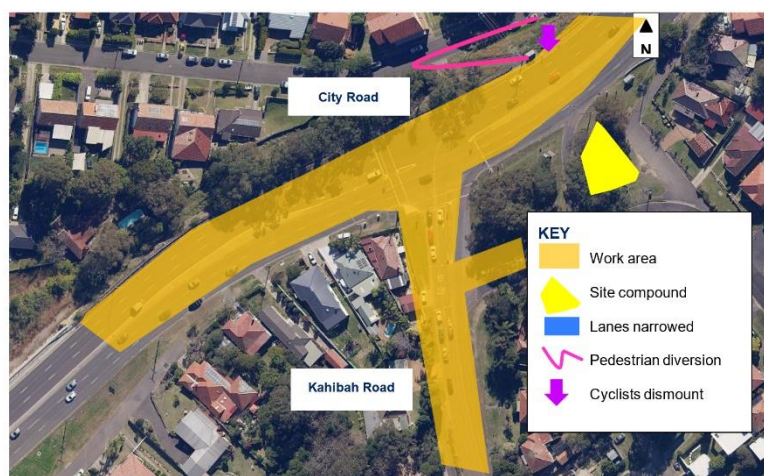 N
City Road
KEY
Work area
Site compound
Lanes narrowed
Pedestrian diversion
Cyclists dismount
Kahibah Road